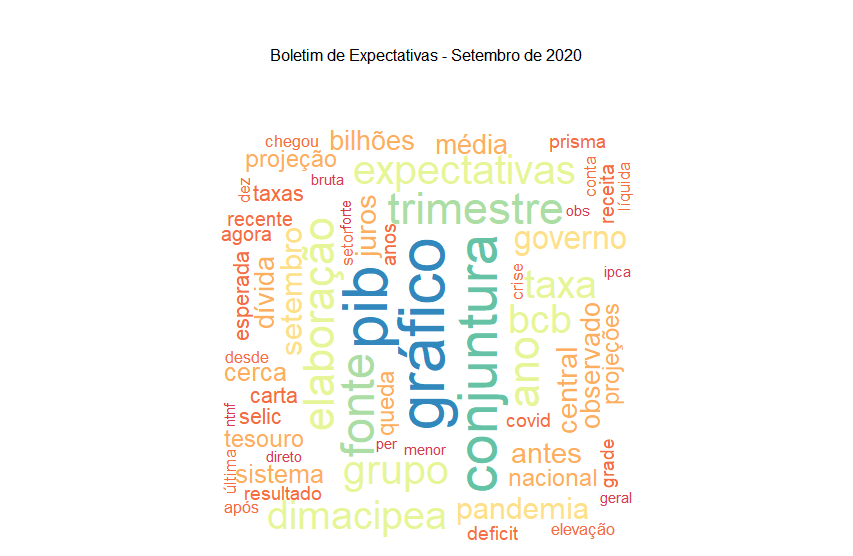 Boletim de Expectativas - Setembro de 2020
chegou
bilhões
média
prisma
projeção
expectativas
conta
líquida
bruta
dez
taxas
juros
setor
forte
trimestre
obs
receita
recente
agora
anos
governo
elaboração
setembro
dívida
esperada
pib
gráfico
conjuntura
crise
taxa
ipca
bcb
observado
projeções
central
ano
desde
cerca
fonte
queda
carta
ntnf
selic
covid
tesouro
per
menor
direto
última
sistema
grupo
antes
grade
nacional
resultado
geral
após
dimacipea
pandemia
deficit
elevação